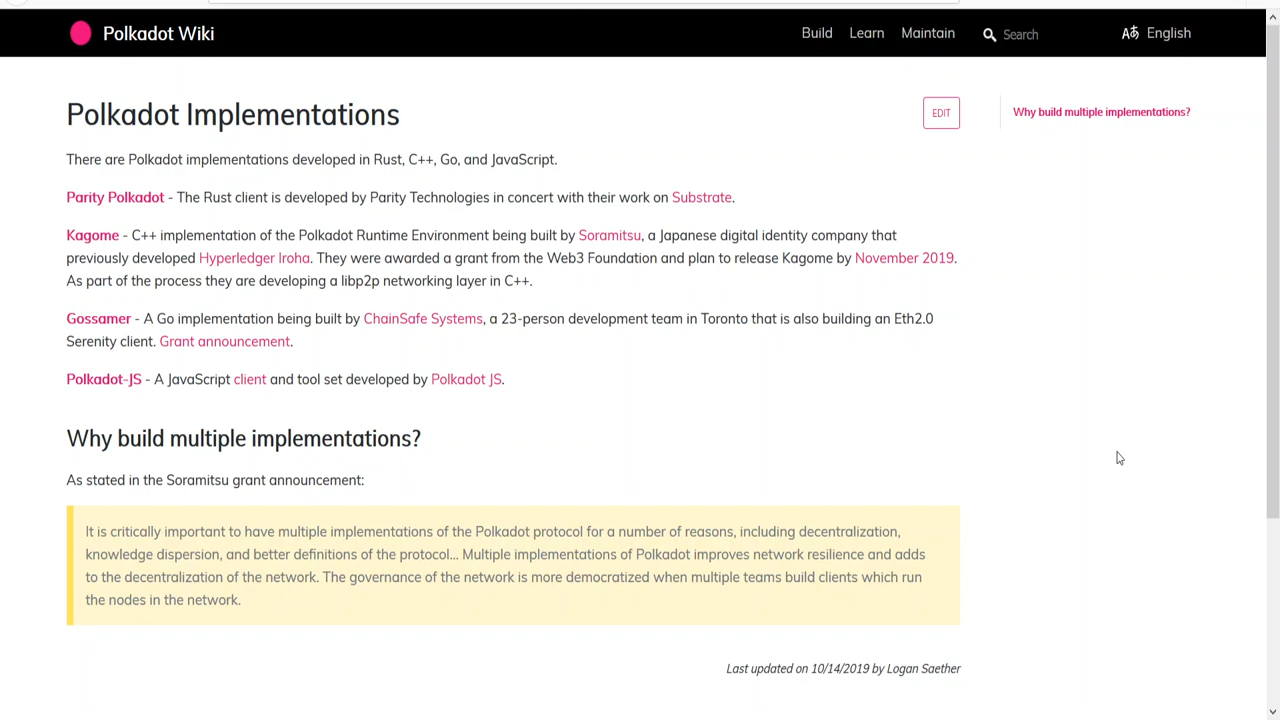 Polkadot Wiki
Build Learn Maintain Search English
Polkadot Implementations
EDIT
Why build multiple implementations?
There are Polkadot implementations developed in Rust, C++, Go, and JavaScript.
Parity Polkadot - The Rust client is developed by Parity Technologies in concert with their work on Substrate.
Kagome - C++ implementation of the Polkadot Runtime Environment being built by Soramitsu, a Japanese digital identity company that
previously developed Hyperledger Iroha. They were awarded a grant from the Web3 Foundation and plan to release Kagome by November 2019.
As part of the process they are developing a libp2p networking layer in C++.
Gossamer - A Go implementation being built by ChainSafe Systems, a 23-person development team in Toronto that is also building an Eth2.0
Serenity client. Grant announcement.
Polkadot-JS - A JavaScript client and tool set developed by Polkadot JS.
Why build multiple implementations?
As stated in the Soramitsu grant announcement:
It is critically important to have multiple implementations of the Polkadot protocol for a number of reasons, including decentralization,
knowledge dispersion, and better definitions of the protocol... Multiple implementations of Polkadot improves network resilience and adds
to the decentralization of the network. The governance of the network is more democratized when multiple teams build clients which run
the nodes in the network.
Last updated on 10/14/2019 by Logan Saether